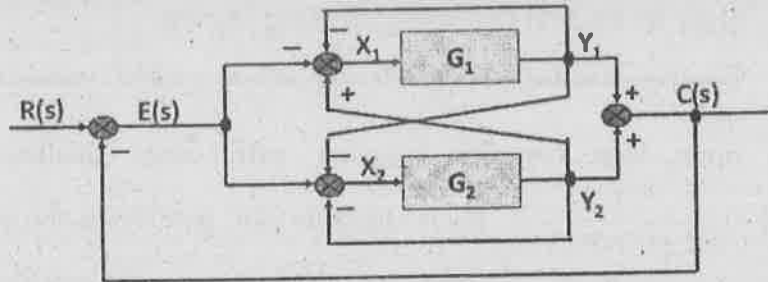 −
− X₁ G₁ Y₁
+ +
R(s) E(s) C(s)
− +
X₂ G₂
− Y₂